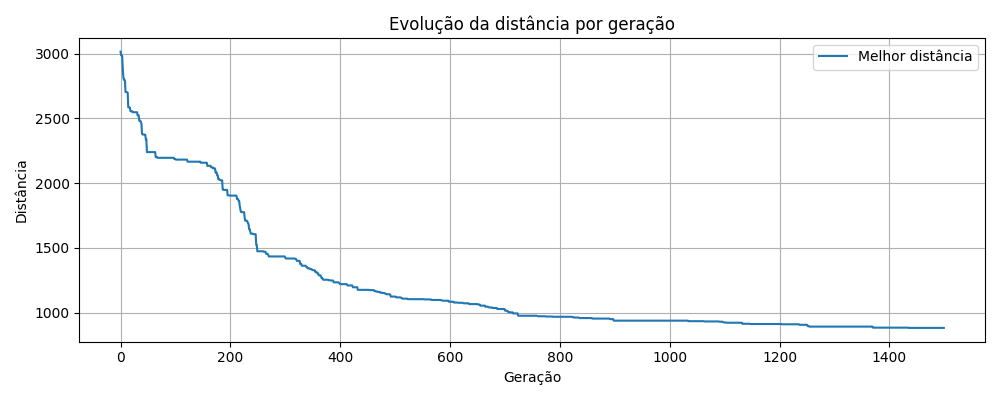 Evolução da distância por geração
Melhor distância
Distância
3000
2500
2000
1500
1000
0 200 400 600 800 1000 1200 1400
Geração